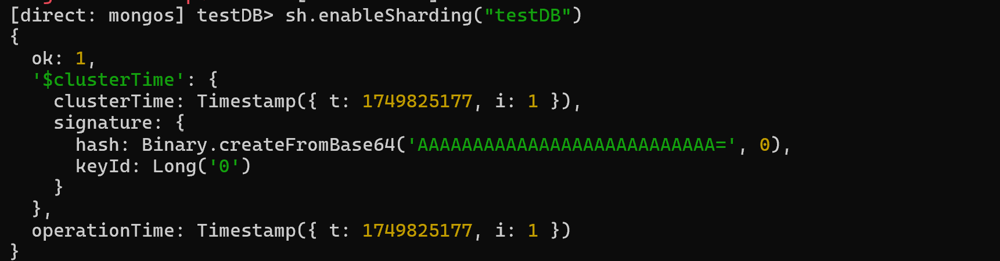 [direct: mongos] testDB> sh.enableSharding("testDB")
{
  ok: 1,
  '$clusterTime': {
    clusterTime: Timestamp({ t: 1749825177, i: 1 }),
    signature: {
      hash: Binary.createFromBase64('AAAAAAAAAAAAAAAAAAAAAAAAAAA=', 0),
      keyId: Long('0')
    }
  },
  operationTime: Timestamp({ t: 1749825177, i: 1 })
}